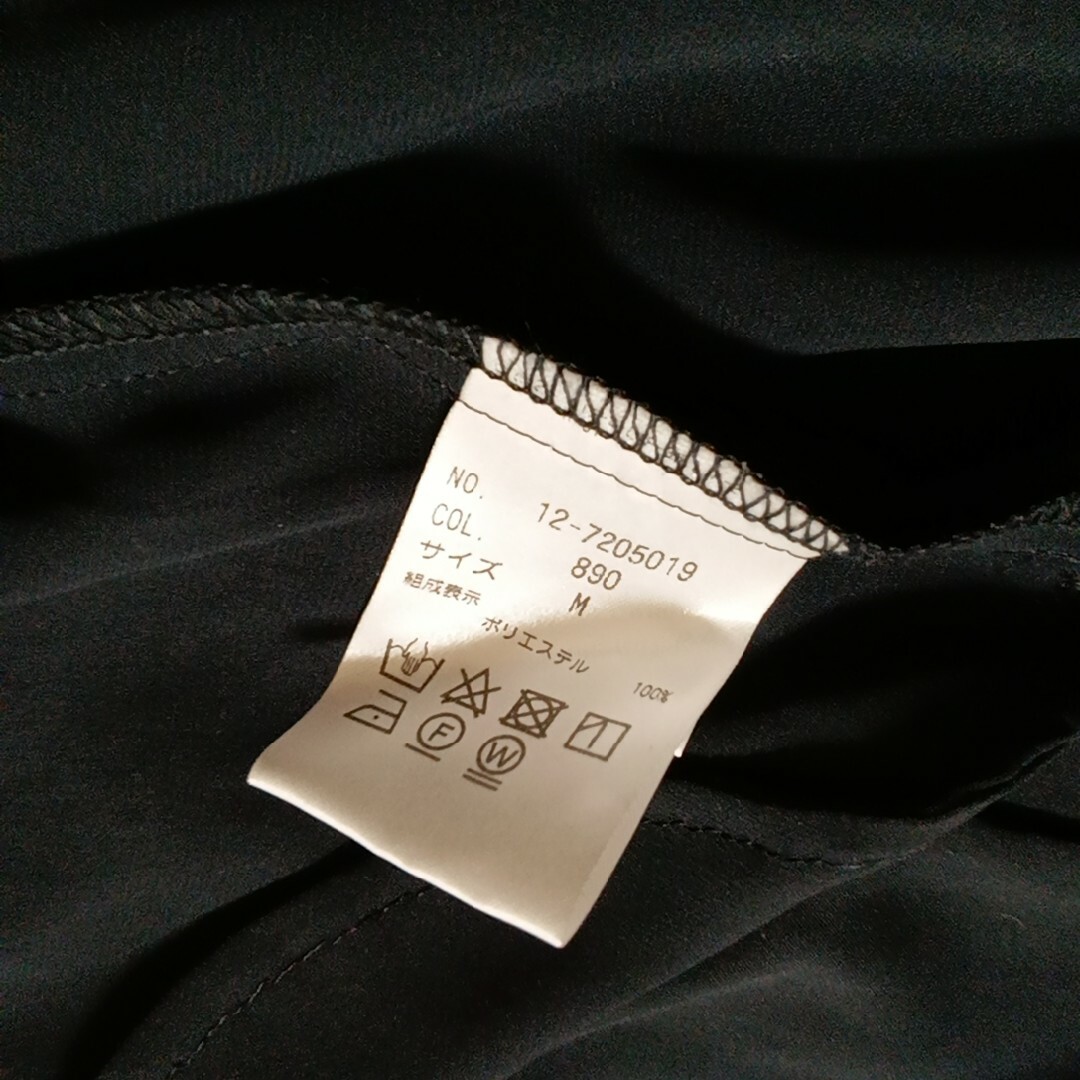 NO. 12-7205019
COL. 890
サイズ M
組成表示
ポリエステル 100%
F W